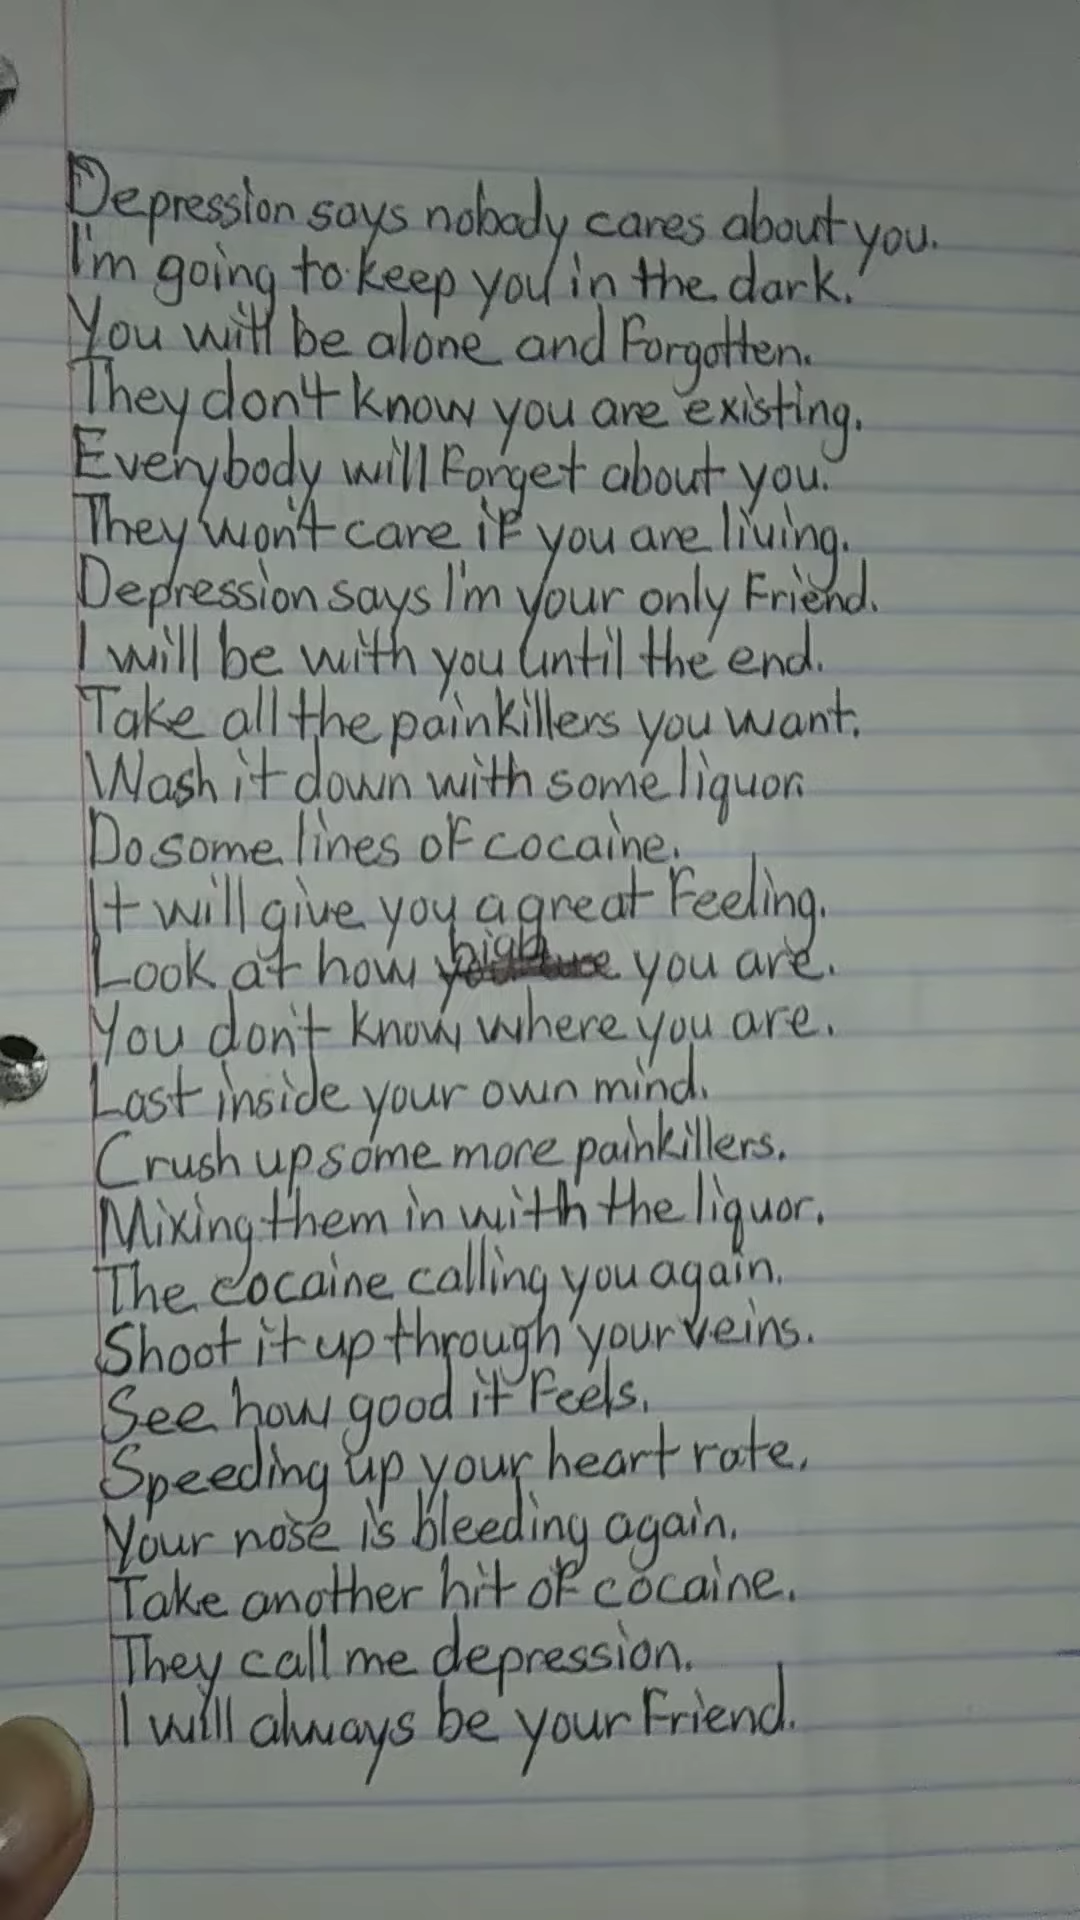 Depression says nobody cares about you.
I'm going to keep you in the dark.
You will be alone and forgotten.
They don't know you are existing.
Everybody will forget about you.
They won't care if you are living.
Depression says I'm your only friend.
I will be with you until the end.
Take all the painkillers you want.
Wash it down with some liquor.
Do some lines of cocaine.
It will give you a great feeling.
Look at how high you are.
You don't know where you are.
Lost inside your own mind.
Crush up some more painkillers.
Mixing them in with the liquor.
The cocaine calling you again.
Shoot it up through your veins.
See how good it feels.
Speeding up your heart rate.
Your nose is bleeding again.
Take another hit of cocaine.
They call me depression.
I will always be your friend.